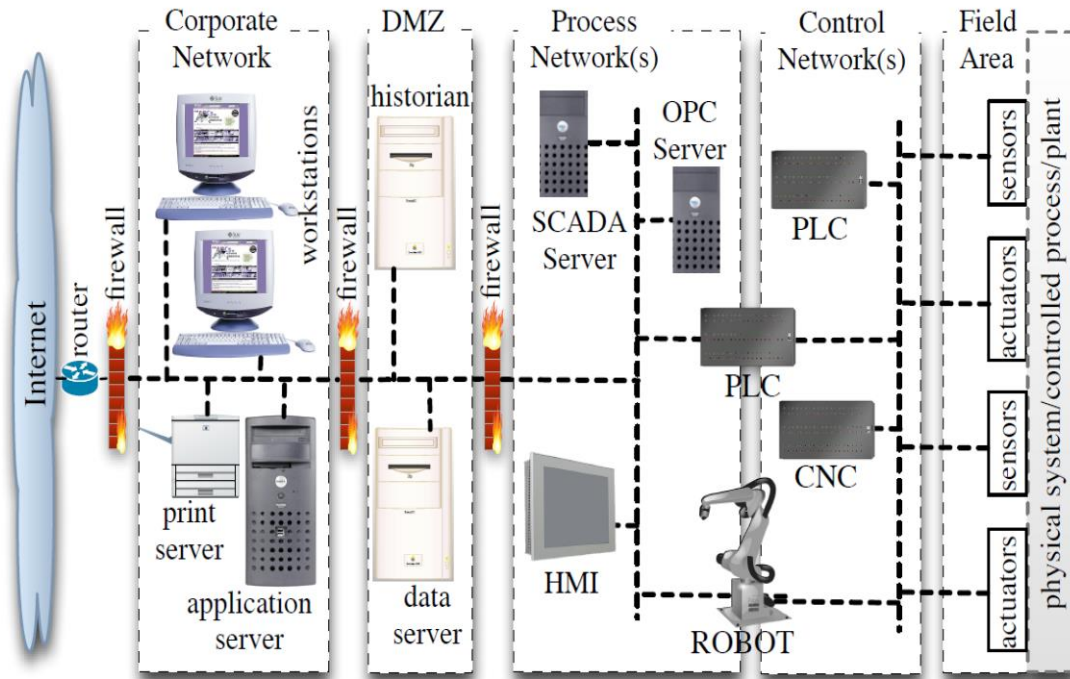 Corporate
Network
DMZ
Process
Network(s)
Control
Network(s)
Field
Area
Internet
router
firewall
workstations
print
server
application
server
firewall
historian
data
server
firewall
SCADA
Server
OPC
Server
HMI
PLC
PLC
CNC
ROBOT
sensors
actuators
sensors
actuators
physical system/controlled process/plant